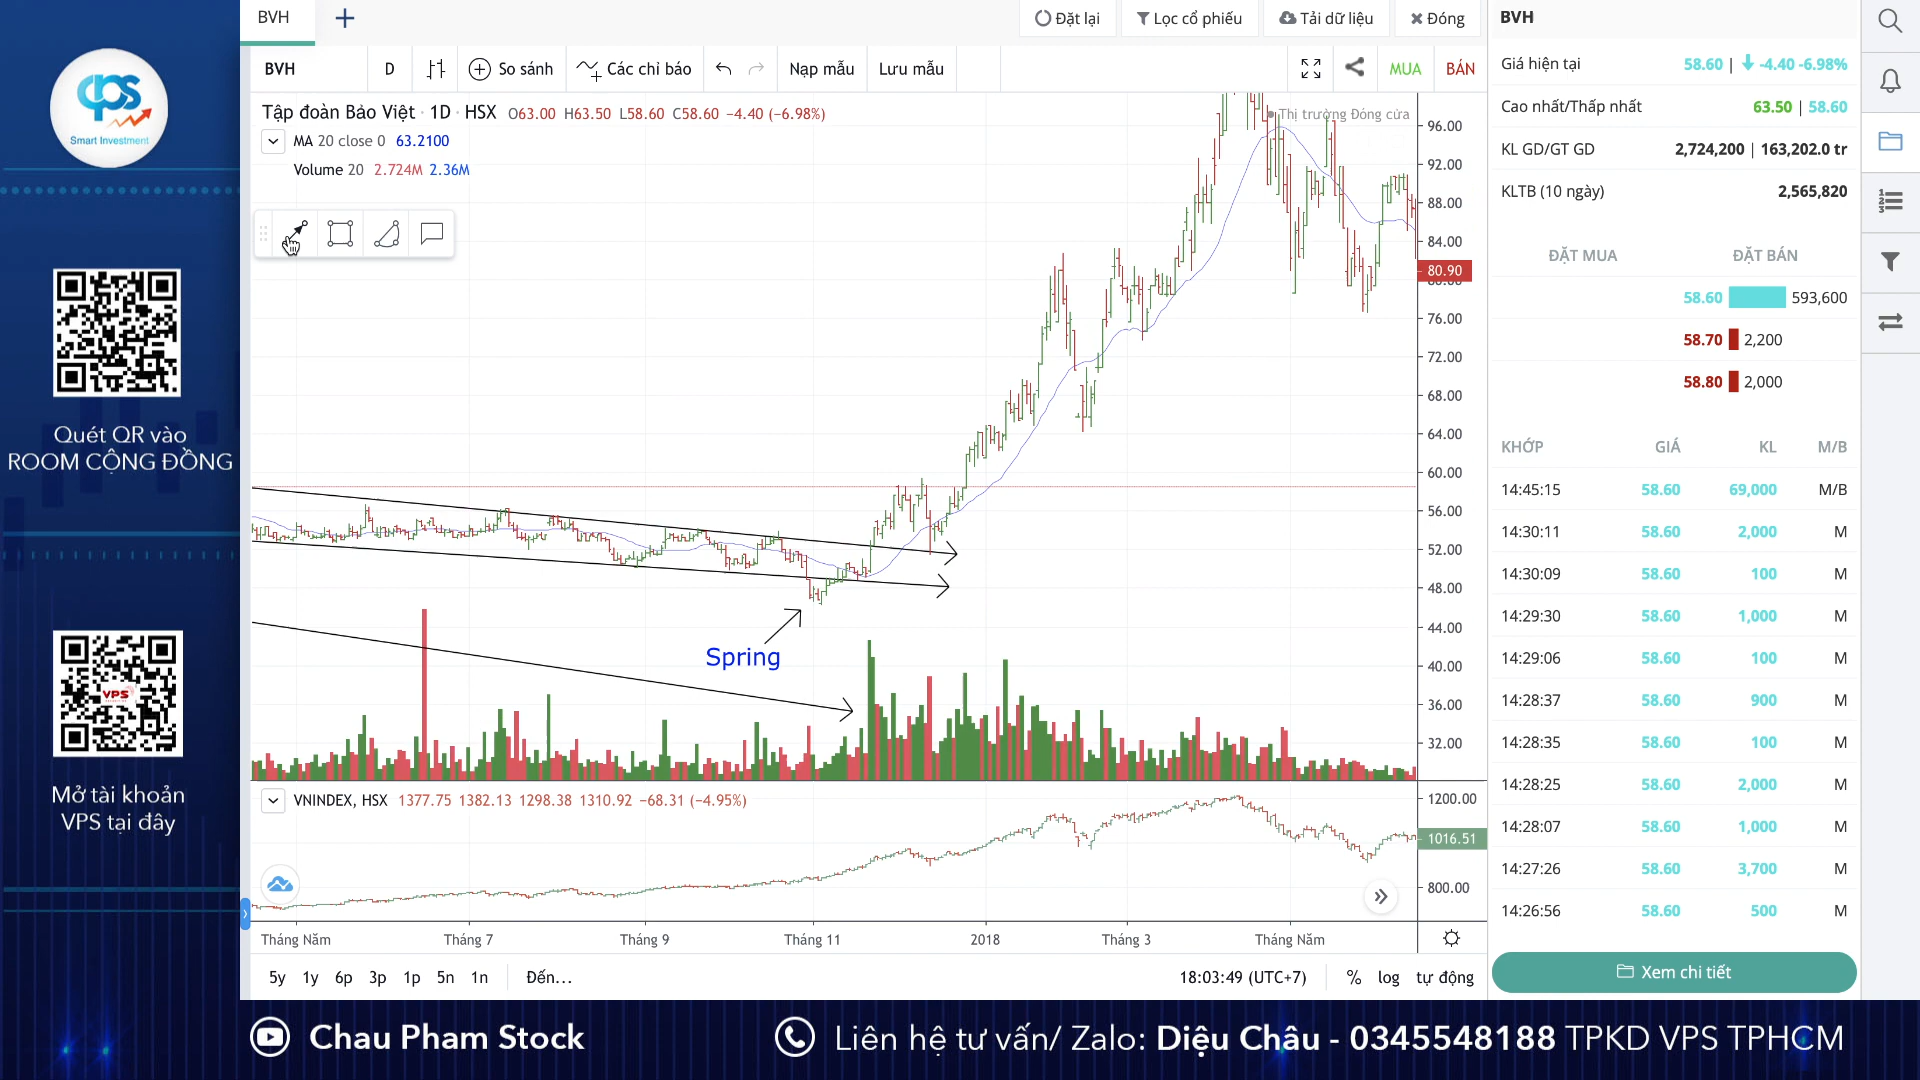 cps
Smart Investment
Quét QR vào
ROOM CỘNG ĐỒNG
VPS
Mở tài khoản
VPS tại đây
BVH
Đặt lại
Lọc cổ phiếu
Tải dữ liệu
Đóng
BVH
D
So sánh
Các chỉ báo
Nạp mẫu
Lưu mẫu
MUA
BÁN
Tập đoàn Bảo Việt · 1D · HSX O63.00 H63.50 L58.60 C58.60 −4.40 (−6.98%)
Thị trường Đóng cửa
MA 20 close 0 63.2100
Volume 20 2.724M 2.36M
96.00
92.00
88.00
84.00
80.90
80.00
76.00
72.00
68.00
64.00
60.00
56.00
52.00
48.00
44.00
40.00
36.00
32.00
Spring
VNINDEX, HSX 1377.75 1382.13 1298.38 1310.92 −68.31 (−4.95%)
1200.00
1016.51
800.00
Tháng Năm
Tháng 7
Tháng 9
Tháng 11
2018
Tháng 3
Tháng Năm
5y 1y 6p 3p 1p 5n 1n Đến...
18:03:49 (UTC+7) % log tự động
BVH
Giá hiện tại 58.60 | -4.40 -6.98%
Cao nhất/Thấp nhất 63.50 | 58.60
KL GD/GT GD 2,724,200 | 163,202.0 tr
KLTB (10 ngày) 2,565,820
ĐẶT MUA ĐẶT BÁN
58.60 593,600
58.70 2,200
58.80 2,000
KHỚP GIÁ KL M/B
14:45:15 58.60 69,000 M/B
14:30:11 58.60 2,000 M
14:30:09 58.60 100 M
14:29:30 58.60 1,000 M
14:29:06 58.60 100 M
14:28:37 58.60 900 M
14:28:35 58.60 100 M
14:28:25 58.60 2,000 M
14:28:07 58.60 1,000 M
14:27:26 58.60 3,700 M
14:26:56 58.60 500 M
Xem chi tiết
Chau Pham Stock
Liên hệ tư vấn/ Zalo: Diệu Châu - 0345548188 TPKD VPS TPHCM